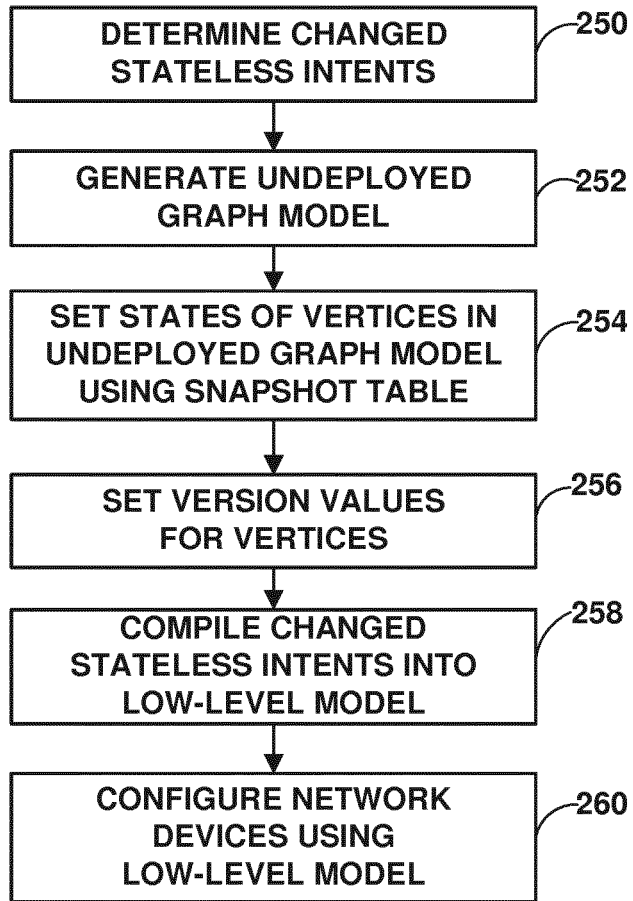 DETERMINE CHANGED
STATELESS INTENTS
250
GENERATE UNDEPLOYED
GRAPH MODEL
252
SET STATES OF VERTICES IN
UNDEPLOYED GRAPH MODEL
USING SNAPSHOT TABLE
254
SET VERSION VALUES
FOR VERTICES
256
COMPILE CHANGED
STATELESS INTENTS INTO
LOW-LEVEL MODEL
258
CONFIGURE NETWORK
DEVICES USING
LOW-LEVEL MODEL
260